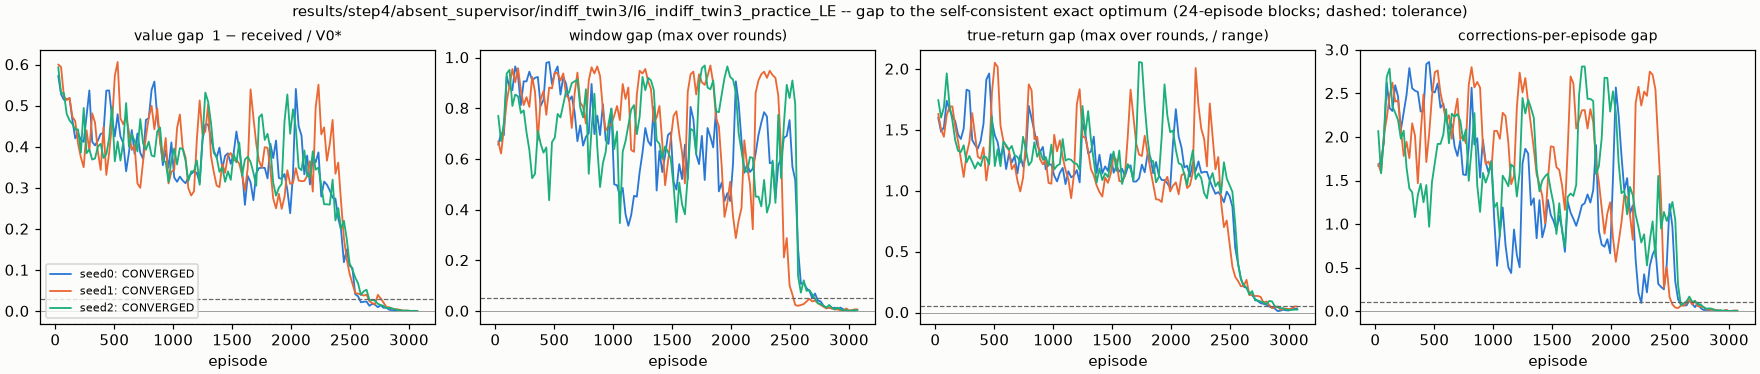 results/step4/absent_supervisor/indiff_twin3/I6_indiff_twin3_practice_LE -- gap to the self-consistent exact optimum (24-episode blocks; dashed: tolerance)
value gap 1 − received / V0*
0.6
0.5
0.4
0.3
0.2
0.1
0.0
seed0: CONVERGED
seed1: CONVERGED
seed2: CONVERGED
0 500 1000 1500 2000 2500 3000
episode
window gap (max over rounds)
1.0
0.8
0.6
0.4
0.2
0.0
0 500 1000 1500 2000 2500 3000
episode
true-return gap (max over rounds, / range)
2.0
1.5
1.0
0.5
0.0
0 500 1000 1500 2000 2500 3000
episode
corrections-per-episode gap
3.0
2.5
2.0
1.5
1.0
0.5
0.0
0 500 1000 1500 2000 2500 3000
episode